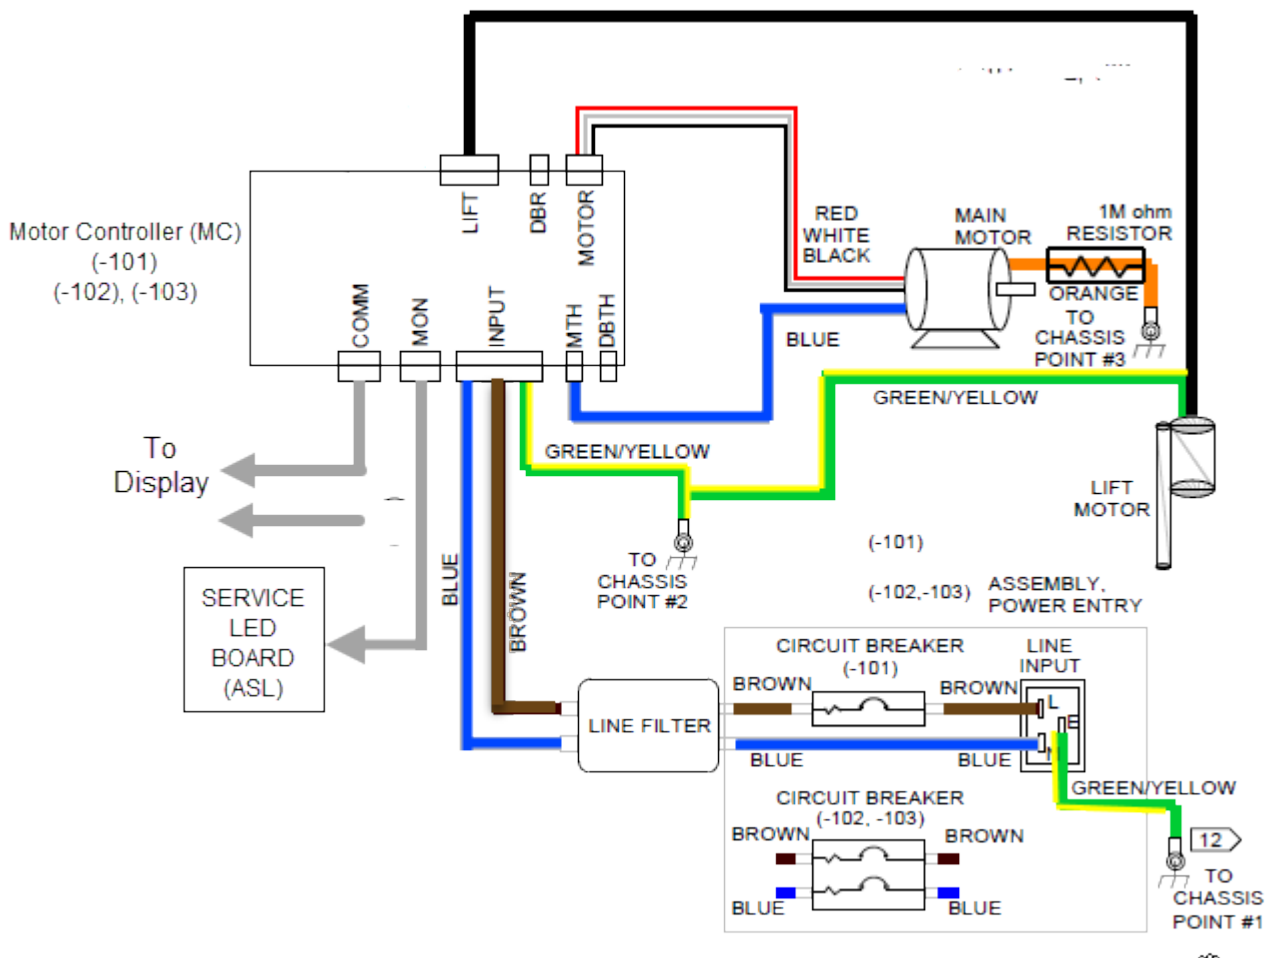 Motor Controller (MC)
(-101)
(-102), (-103)
LIFT
DBR
MOTOR
COMM
MON
INPUT
MTH
DBTH
RED
WHITE
BLACK
MAIN
MOTOR
1M ohm
RESISTOR
ORANGE
TO
CHASSIS
POINT #3
BLUE
GREEN/YELLOW
GREEN/YELLOW
To
Display
LIFT
MOTOR
TO
CHASSIS
POINT #2
(-101)
(-102,-103)
ASSEMBLY,
POWER ENTRY
BLUE
BROWN
SERVICE
LED
BOARD
(ASL)
CIRCUIT BREAKER
(-101)
LINE
INPUT
BROWN
BROWN
L
E
N
LINE FILTER
BLUE
BLUE
GREEN/YELLOW
CIRCUIT BREAKER
(-102, -103)
BROWN
BROWN
BLUE
BLUE
12
TO
CHASSIS
POINT #1